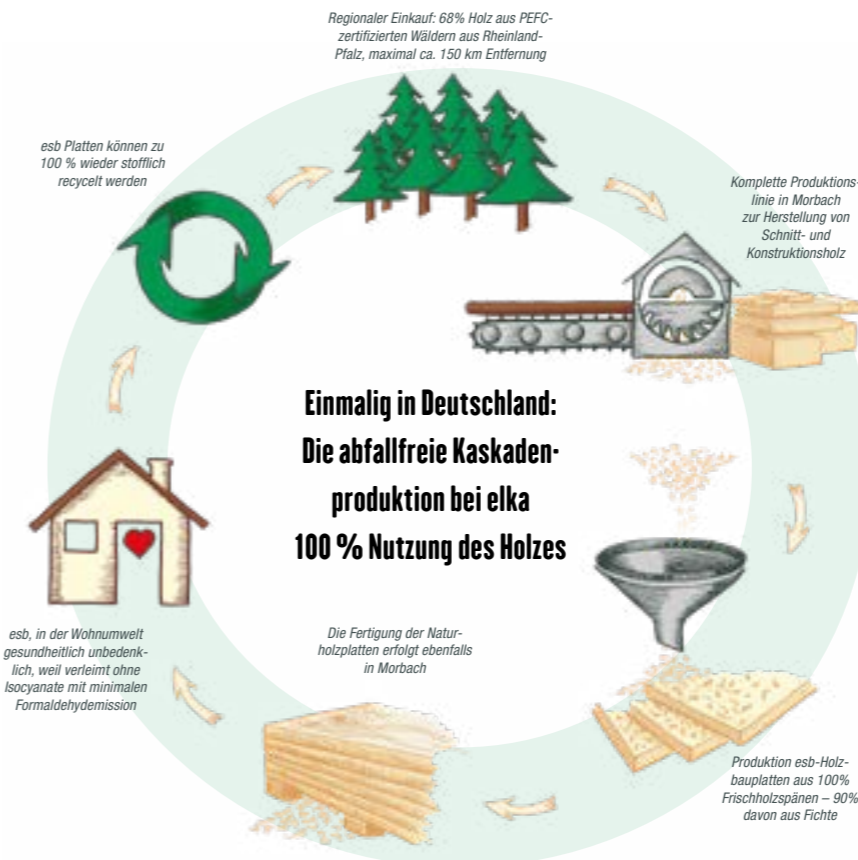 Regionaler Einkauf: 68% Holz aus PEFC-
zertifizierten Wäldern aus Rheinland-
Pfalz, maximal ca. 150 km Entfernung
esb Platten können zu
100 % wieder stofflich
recycelt werden
Komplette Produktions-
linie in Morbach
zur Herstellung von
Schnitt- und
Konstruktionsholz
Einmalig in Deutschland:
Die abfallfreie Kaskaden-
produktion bei elka
100 % Nutzung des Holzes
esb, in der Wohnumwelt
gesundheitlich unbedenk-
lich, weil verleimt ohne
Isocyanate mit minimalen
Formaldehydemission
Die Fertigung der Natur-
holzplatten erfolgt ebenfalls
in Morbach
Produktion esb-Holz-
bauplatten aus 100%
Frischholzspänen – 90%
davon aus Fichte